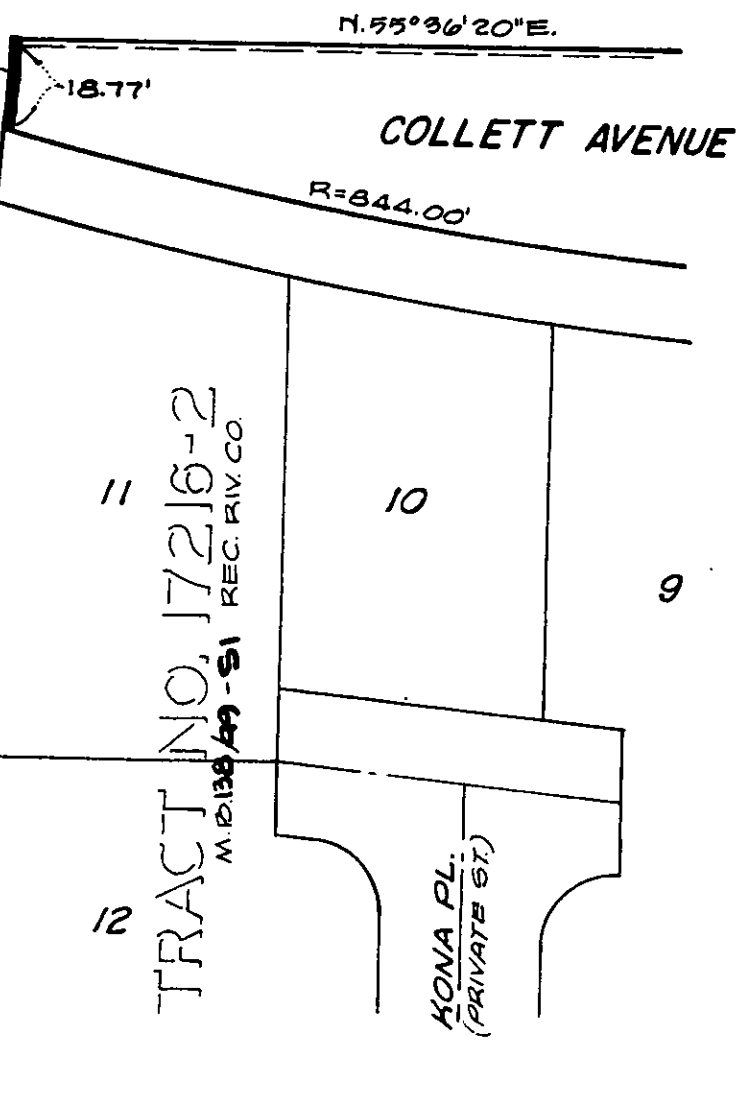 N.55°36'20"E.
18.77'
COLLETT AVENUE
R=844.00'
11
TRACT NO. 17216-2
M.B.138/49-51 REC. RIV. CO.
10
9
12
KONA PL.
(PRIVATE ST.)